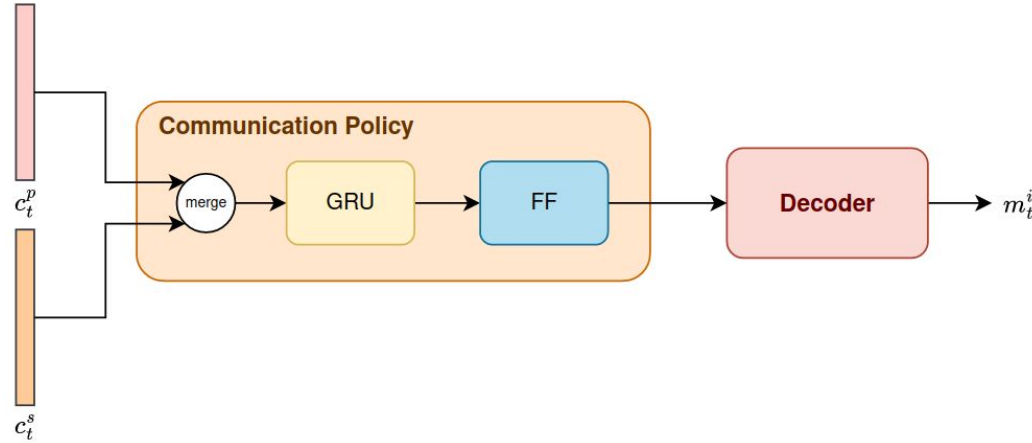 Communication Policy
$c_t^p$
merge
GRU
FF
Decoder
$m_t^i$
$c_t^s$